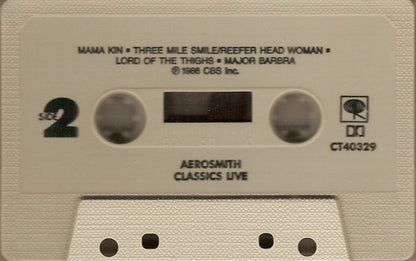 MAMA KIN ▪ THREE MILE SMILE/REEFER HEAD WOMAN ▪
LORD OF THE THIGHS ▪ MAJOR BARBRA
℗ 1986 CBS Inc.
SIDE 2
CT40329
AEROSMITH
CLASSICS LIVE